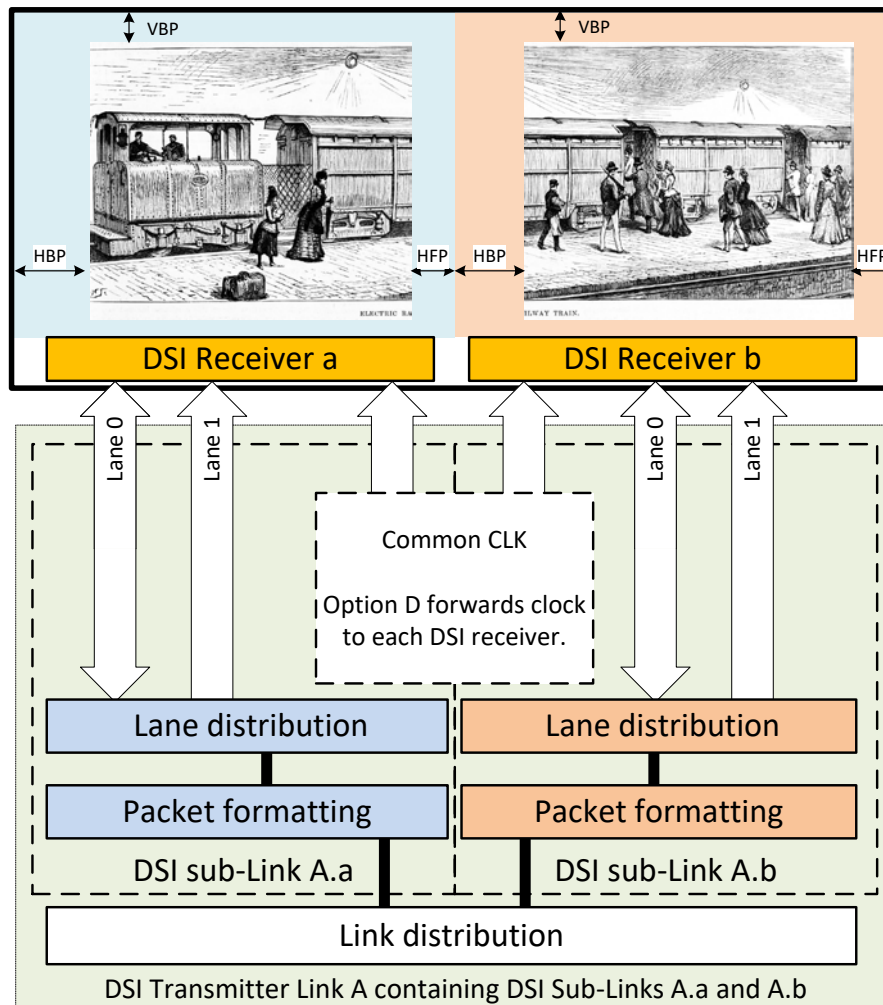 VBP
VBP
HBP
HFP
HBP
HFP
ELECTRIC RA
ILWAY TRAIN.
DSI Receiver a
DSI Receiver b
Lane 0
Lane 1
Lane 0
Lane 1
Common CLK
Option D forwards clock
to each DSI receiver.
Lane distribution
Lane distribution
Packet formatting
Packet formatting
DSI sub-Link A.a
DSI sub-Link A.b
Link distribution
DSI Transmitter Link A containing DSI Sub-Links A.a and A.b